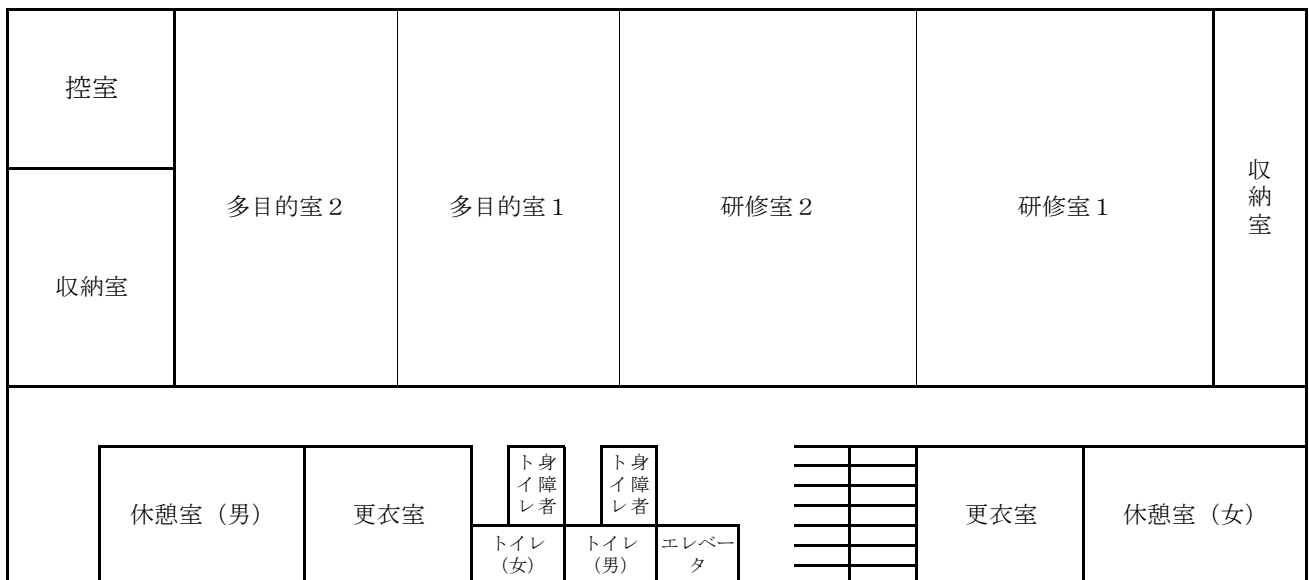 控室
多目的室２
多目的室１
研修室２
研修室１
収納室
収納室
休憩室（男）
更衣室
身障者
トイレ
身障者
トイレ
トイレ
（女）
トイレ
（男）
エレベー
タ
更衣室
休憩室（女）